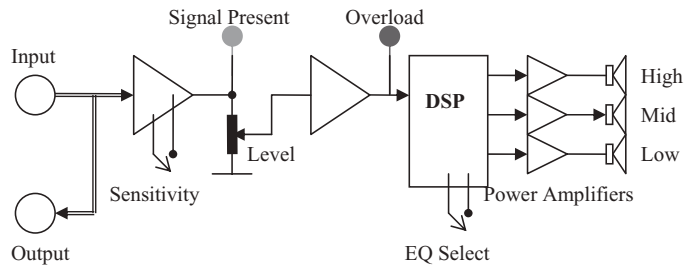 Signal Present
Overload
Input
High
DSP
Mid
Level
Low
Sensitivity
Power Amplifiers
Output
EQ Select